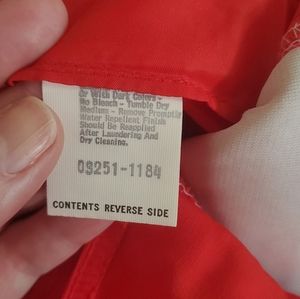 or With Dark Colors -
No Bleach - Tumble Dry
Medium - Remove Promptly
Water Repellent Finish
Should Be Reapplied
After Laundering And
Dry Cleaning.
09251-1184
CONTENTS REVERSE SIDE